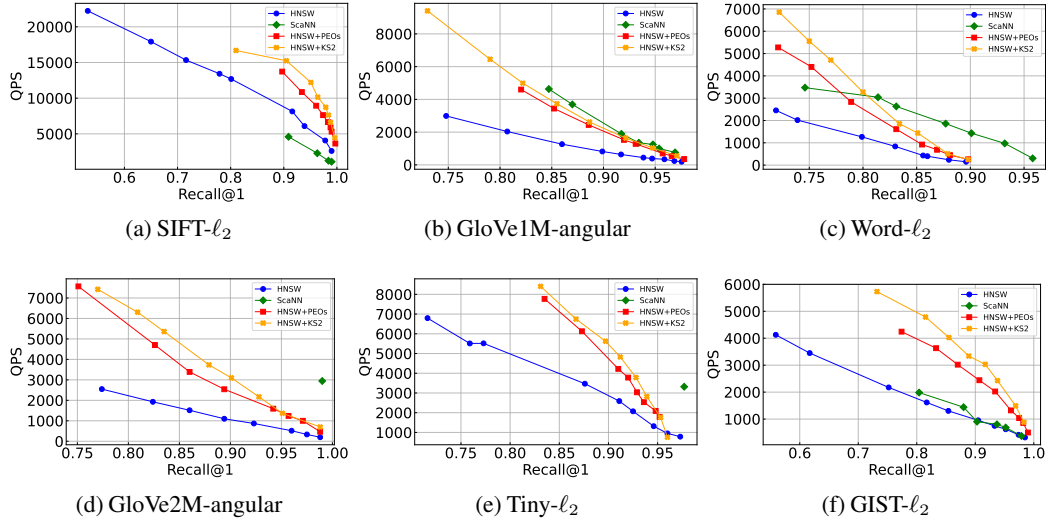 HNSW
ScaNN
HNSW+PEOs
HNSW+KS2
QPS
20000
15000
10000
5000
0.6 0.7 0.8 0.9 1.0
Recall@1
(a) SIFT-ℓ2
HNSW
ScaNN
HNSW+PEOs
HNSW+KS2
QPS
8000
6000
4000
2000
0
0.75 0.80 0.85 0.90 0.95
Recall@1
(b) GloVe1M-angular
HNSW
ScaNN
HNSW+PEOs
HNSW+KS2
QPS
7000
6000
5000
4000
3000
2000
1000
0
0.75 0.80 0.85 0.90 0.95
Recall@1
(c) Word-ℓ2
HNSW
ScaNN
HNSW+PEOs
HNSW+KS2
QPS
7000
6000
5000
4000
3000
2000
1000
0
0.75 0.80 0.85 0.90 0.95 1.00
Recall@1
(d) GloVe2M-angular
HNSW
ScaNN
HNSW+PEOs
HNSW+KS2
QPS
8000
7000
6000
5000
4000
3000
2000
1000
0.75 0.80 0.85 0.90 0.95
Recall@1
(e) Tiny-ℓ2
HNSW
ScaNN
HNSW+PEOs
HNSW+KS2
QPS
6000
5000
4000
3000
2000
1000
0
0.6 0.7 0.8 0.9 1.0
Recall@1
(f) GIST-ℓ2